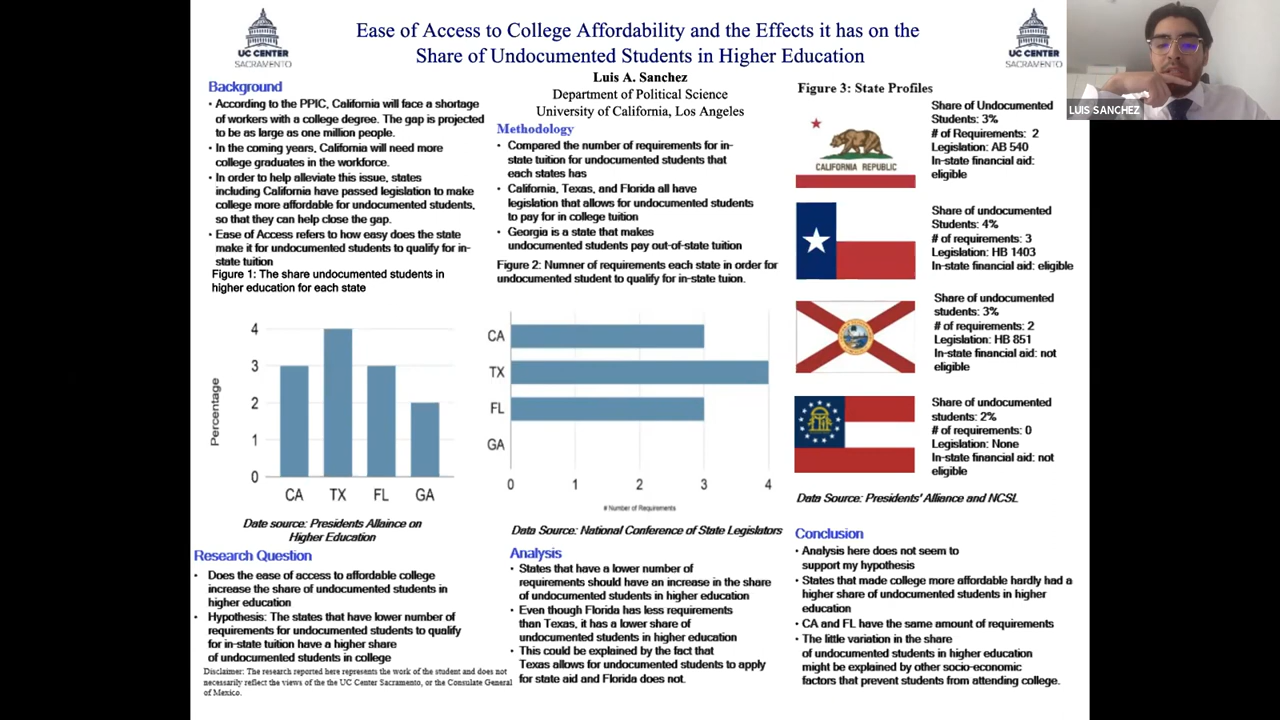 Ease of Access to College Affordability and the Effects it has on the
Share of Undocumented Students in Higher Education
UC CENTER
SACRAMENTO
UC CENTER
SACRAMENTO
LUIS SANCHEZ
Luis A. Sanchez
Department of Political Science
University of California, Los Angeles
Background
• According to the PPIC, California will face a shortage
of workers with a college degree. The gap is projected
to be as large as one million people.
• In the coming years, California will need more
college graduates in the workforce.
• In order to help alleviate this issue, states
including California have passed legislation to make
college more affordable for undocumented students,
so that they can help close the gap.
• Ease of Access refers to how easy does the state
make it for undocumented students to qualify for in-
state tuition
Figure 1: The share undocumented students in
higher education for each state
Percentage
4
3
2
1
0
CA TX FL GA
Date source: Presidents Allaince on
Higher Education
Research Question
• Does the ease of access to affordable college
increase the share of undocumented students in
higher education
• Hypothesis: The states that have lower number of
requirements for undocumented students to qualify
for in-state tuition have a higher share
of undocumented students in college
Disclaimer: The research reported here represents the work of the student and does not
necessarily reflect the views of the the UC Center Sacramento, or the Consulate General
of Mexico.
Methodology
• Compared the number of requirements for in-
state tuition for undocumented students that
each states has
• California, Texas, and Florida all have
legislation that allows for undocumented students
to pay for in college tuition
• Georgia is a state that makes
undocumented students pay out-of-state tuition
Figure 2: Numner of requirements each state in order for
undocumented student to qualify for in-state tuion.
CA
TX
FL
GA
0 1 2 3 4
# Number of Requirements
Data Source: National Conference of State Legislators
Analysis
• States that have a lower number of
requirements should have an increase in the share
of undocumented students in higher education
• Even though Florida has less requirements
than Texas, it has a lower share of
undocumented students in higher education
• This could be explained by the fact that
Texas allows for undocumented students to apply
for state aid and Florida does not.
Figure 3: State Profiles
CALIFORNIA REPUBLIC
Share of Undocumented
Students: 3%
# of Requirements: 2
Legislation: AB 540
In-state financial aid:
eligible
Share of undocumented
Students: 4%
# of requirements: 3
Legislation: HB 1403
In-state financial aid: eligible
Share of undocumented
students: 3%
# of requirements: 2
Legislation: HB 851
In-state financial aid: not
eligible
Share of undocumented
students: 2%
# of requirements: 0
Legislation: None
In-state financial aid: not
eligible
Data Source: Presidents' Alliance and NCSL
Conclusion
• Analysis here does not seem to
support my hypothesis
• States that made college more affordable hardly had a
higher share of undocumented students in higher
education
• CA and FL have the same amount of requirements
• The little variation in the share
of undocumented students in higher education
might be explained by other socio-economic
factors that prevent students from attending college.